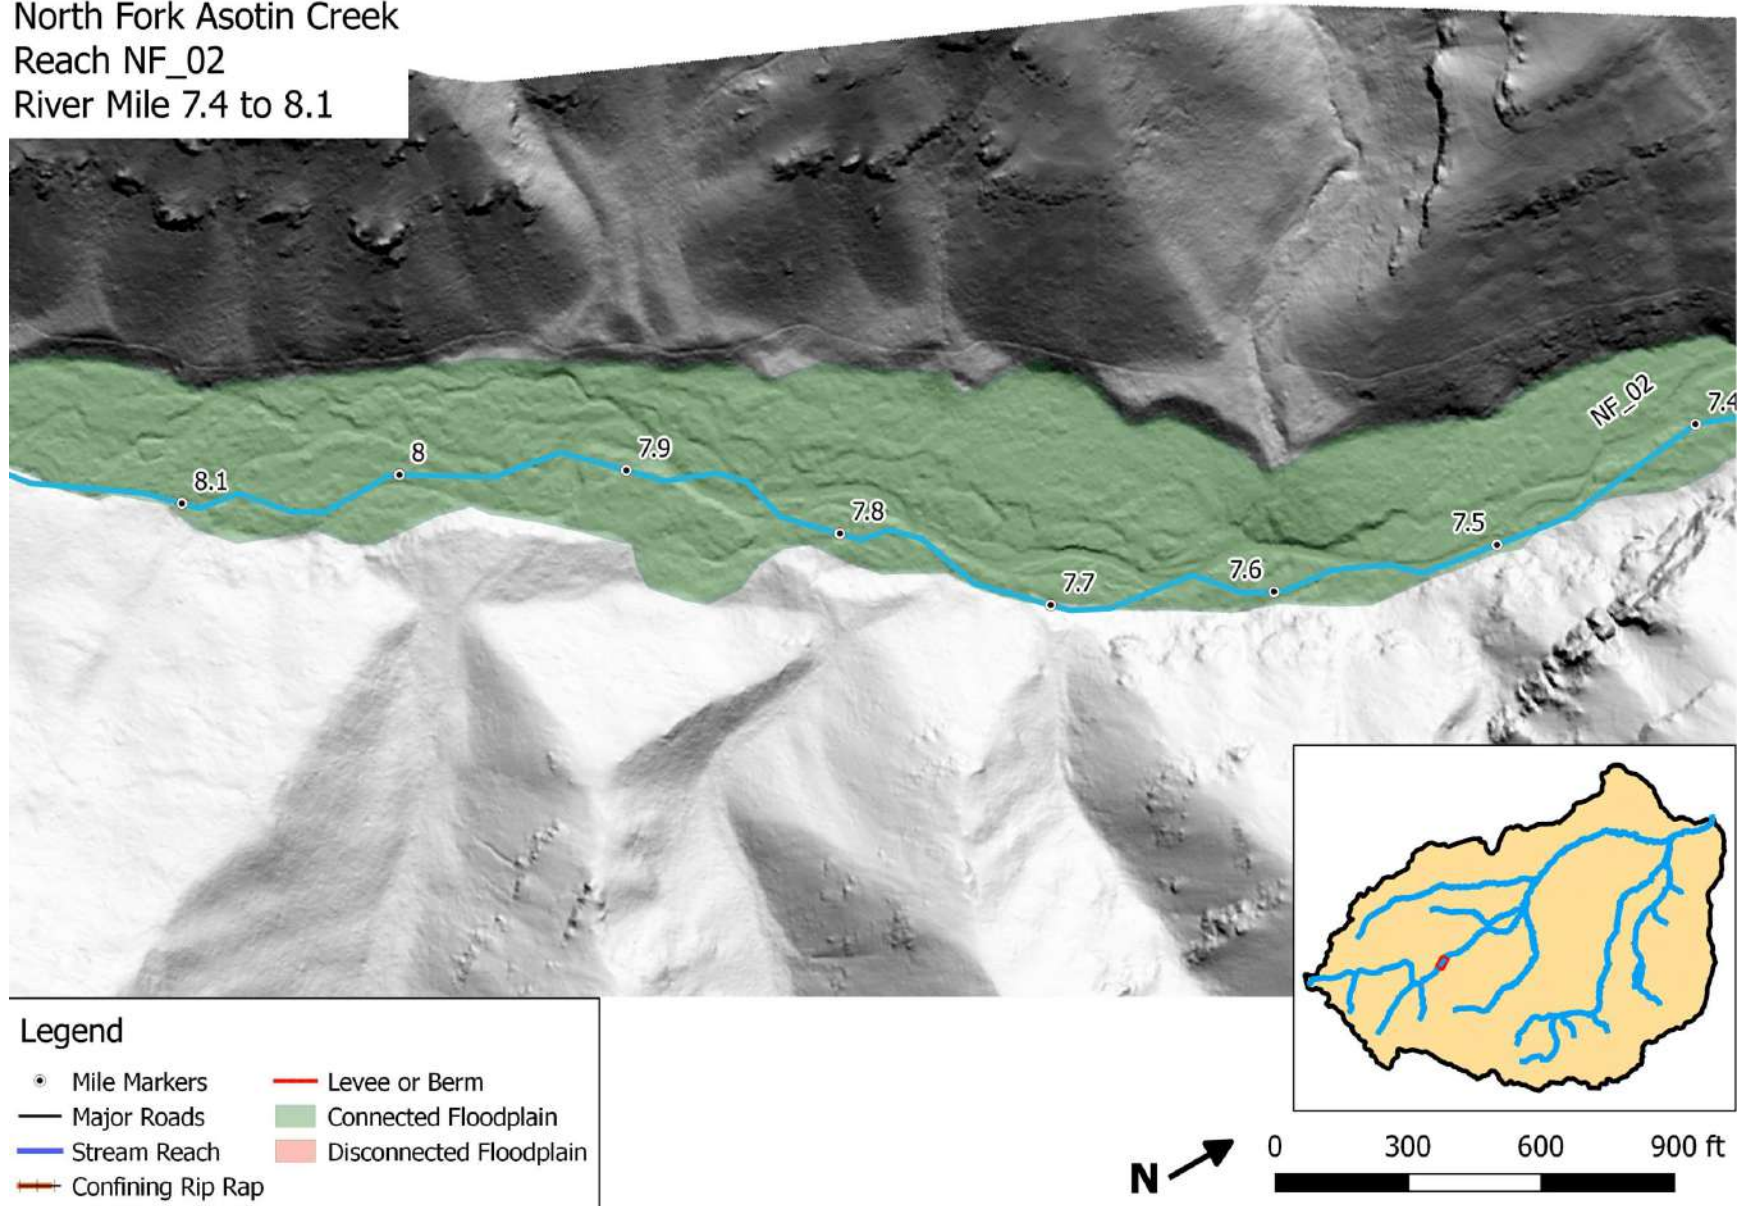 North Fork Asotin Creek
Reach NF_02
River Mile 7.4 to 8.1
NF_02
7.4
8.1
8
7.9
7.8
7.7
7.6
7.5
Legend
Mile Markers
Levee or Berm
Major Roads
Connected Floodplain
Stream Reach
Disconnected Floodplain
Confining Rip Rap
N
0 300 600 900 ft